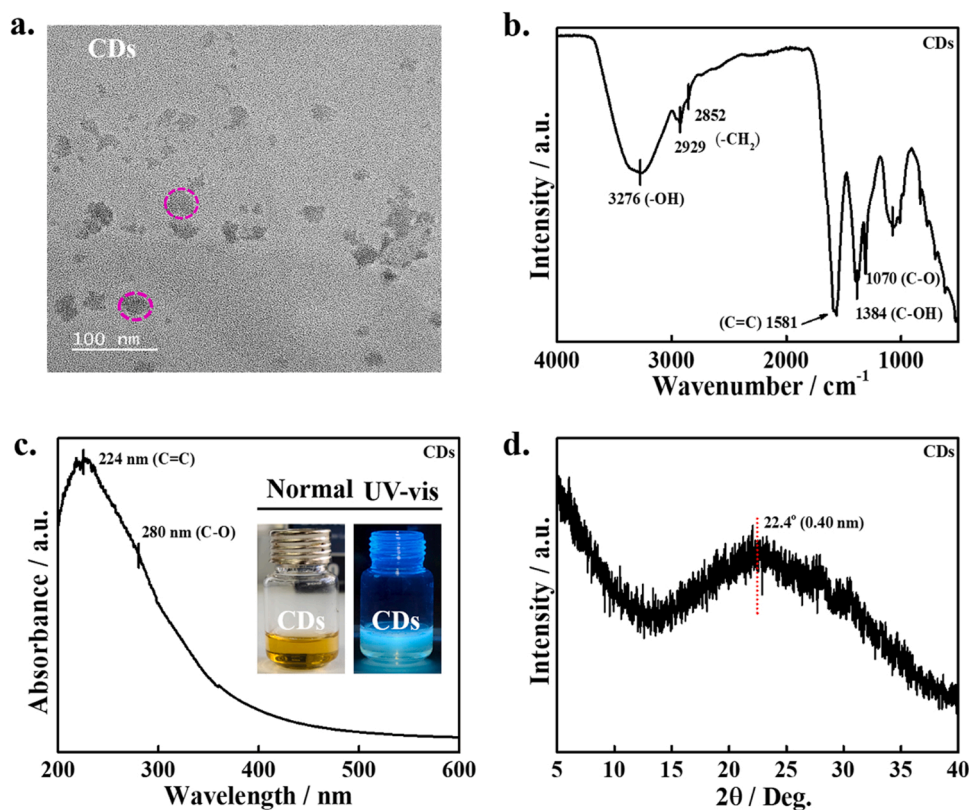 a.
CDs
100 nm
b.
CDs
2852
2929 (-CH₂)
3276 (-OH)
1070 (C-O)
1384 (C-OH)
(C=C) 1581
Intensity / a.u.
4000 3000 2000 1000
Wavenumber / cm⁻¹
c.
CDs
224 nm (C=C)
280 nm (C-O)
Normal UV-vis
CDs CDs
Absorbance / a.u.
200 300 400 500 600
Wavelength / nm
d.
CDs
22.4° (0.40 nm)
Intensity / a.u.
5 10 15 20 25 30 35 40
2θ / Deg.